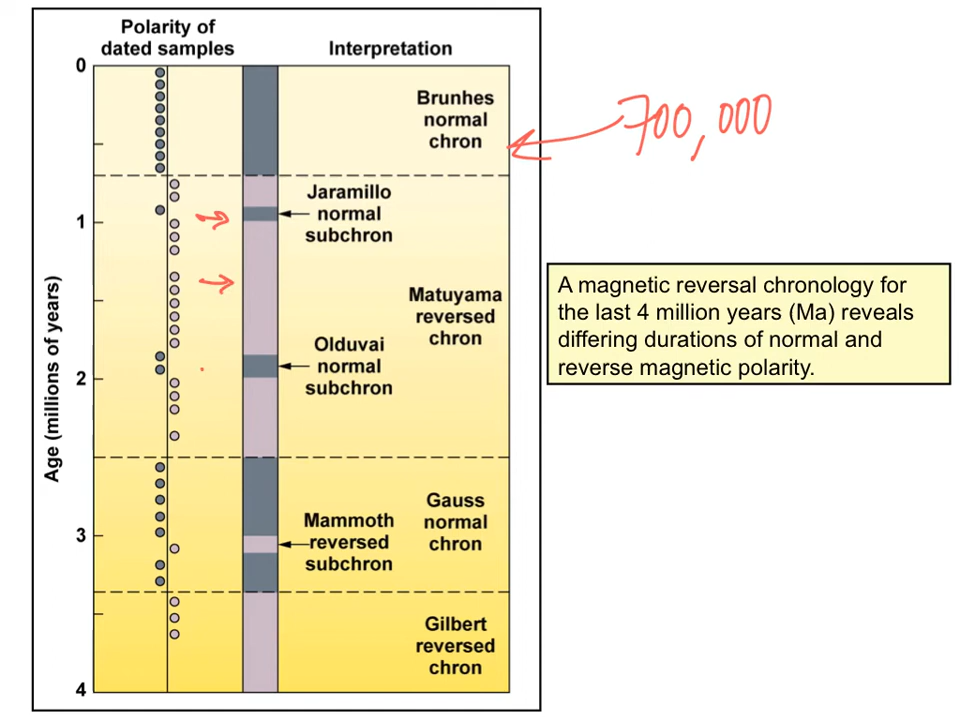 Polarity of
dated samples
Interpretation
0
Brunhes
normal
chron
700,000
Jaramillo
normal
subchron
1
Matuyama
reversed
chron
Olduvai
normal
subchron
2
Age (millions of years)
A magnetic reversal chronology for
the last 4 million years (Ma) reveals
differing durations of normal and
reverse magnetic polarity.
Gauss
normal
chron
Mammoth
reversed
subchron
3
Gilbert
reversed
chron
4